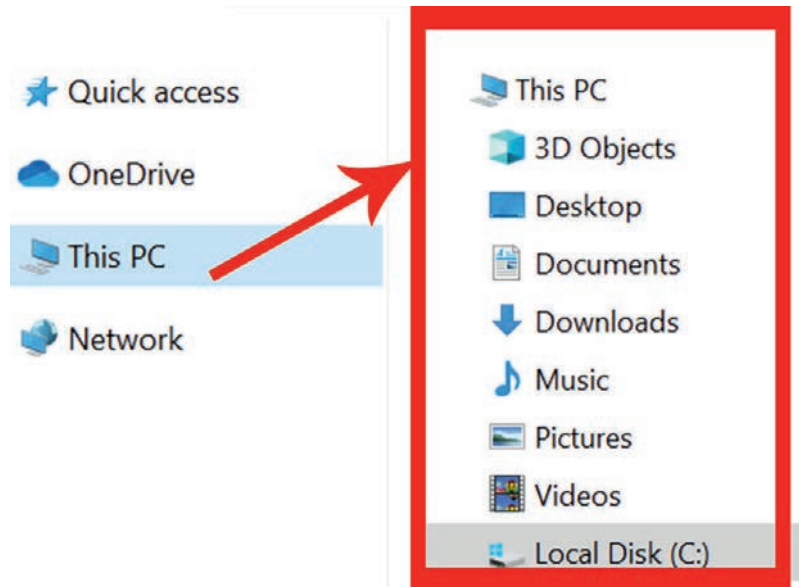 Quick access
OneDrive
This PC
Network
This PC
3D Objects
Desktop
Documents
Downloads
Music
Pictures
Videos
Local Disk (C:)